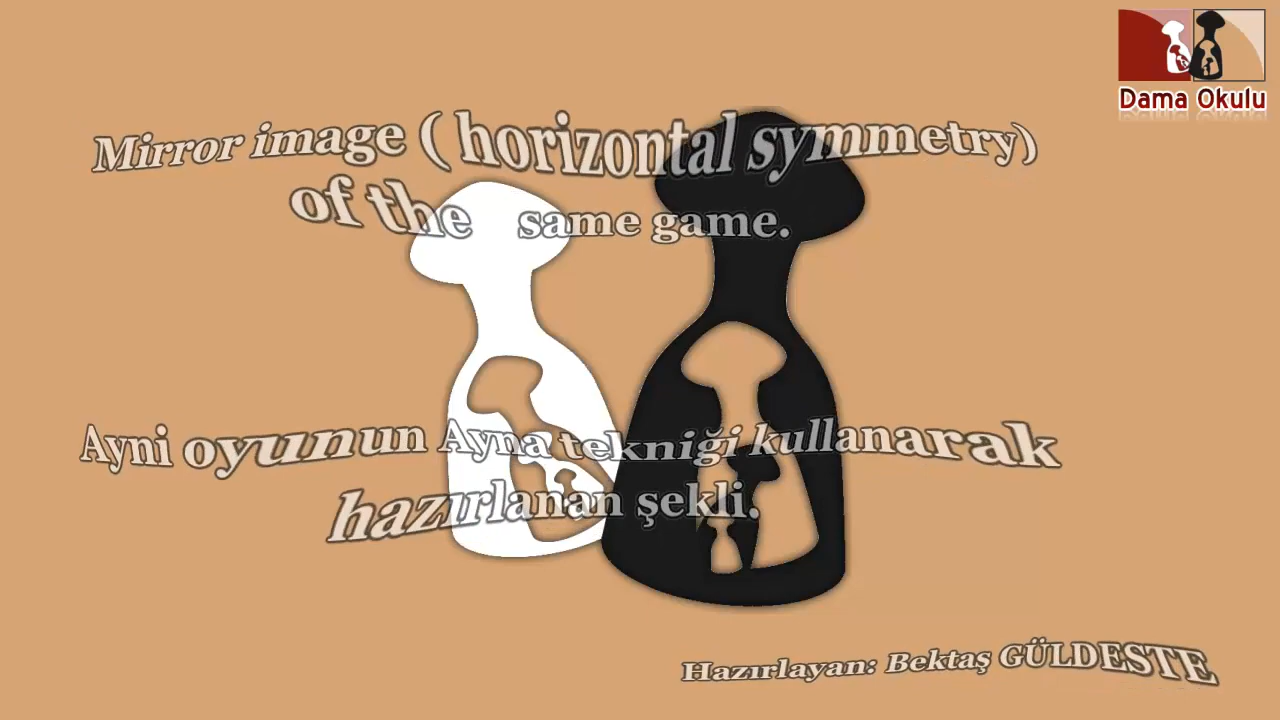 Dama Okulu
Mirror image ( horizontal symmetry)
of the same game.
Ayni oyunun Ayna tekniği kullanarak
hazırlanan şekli.
Hazırlayan: Bektaş GÜLDESTE